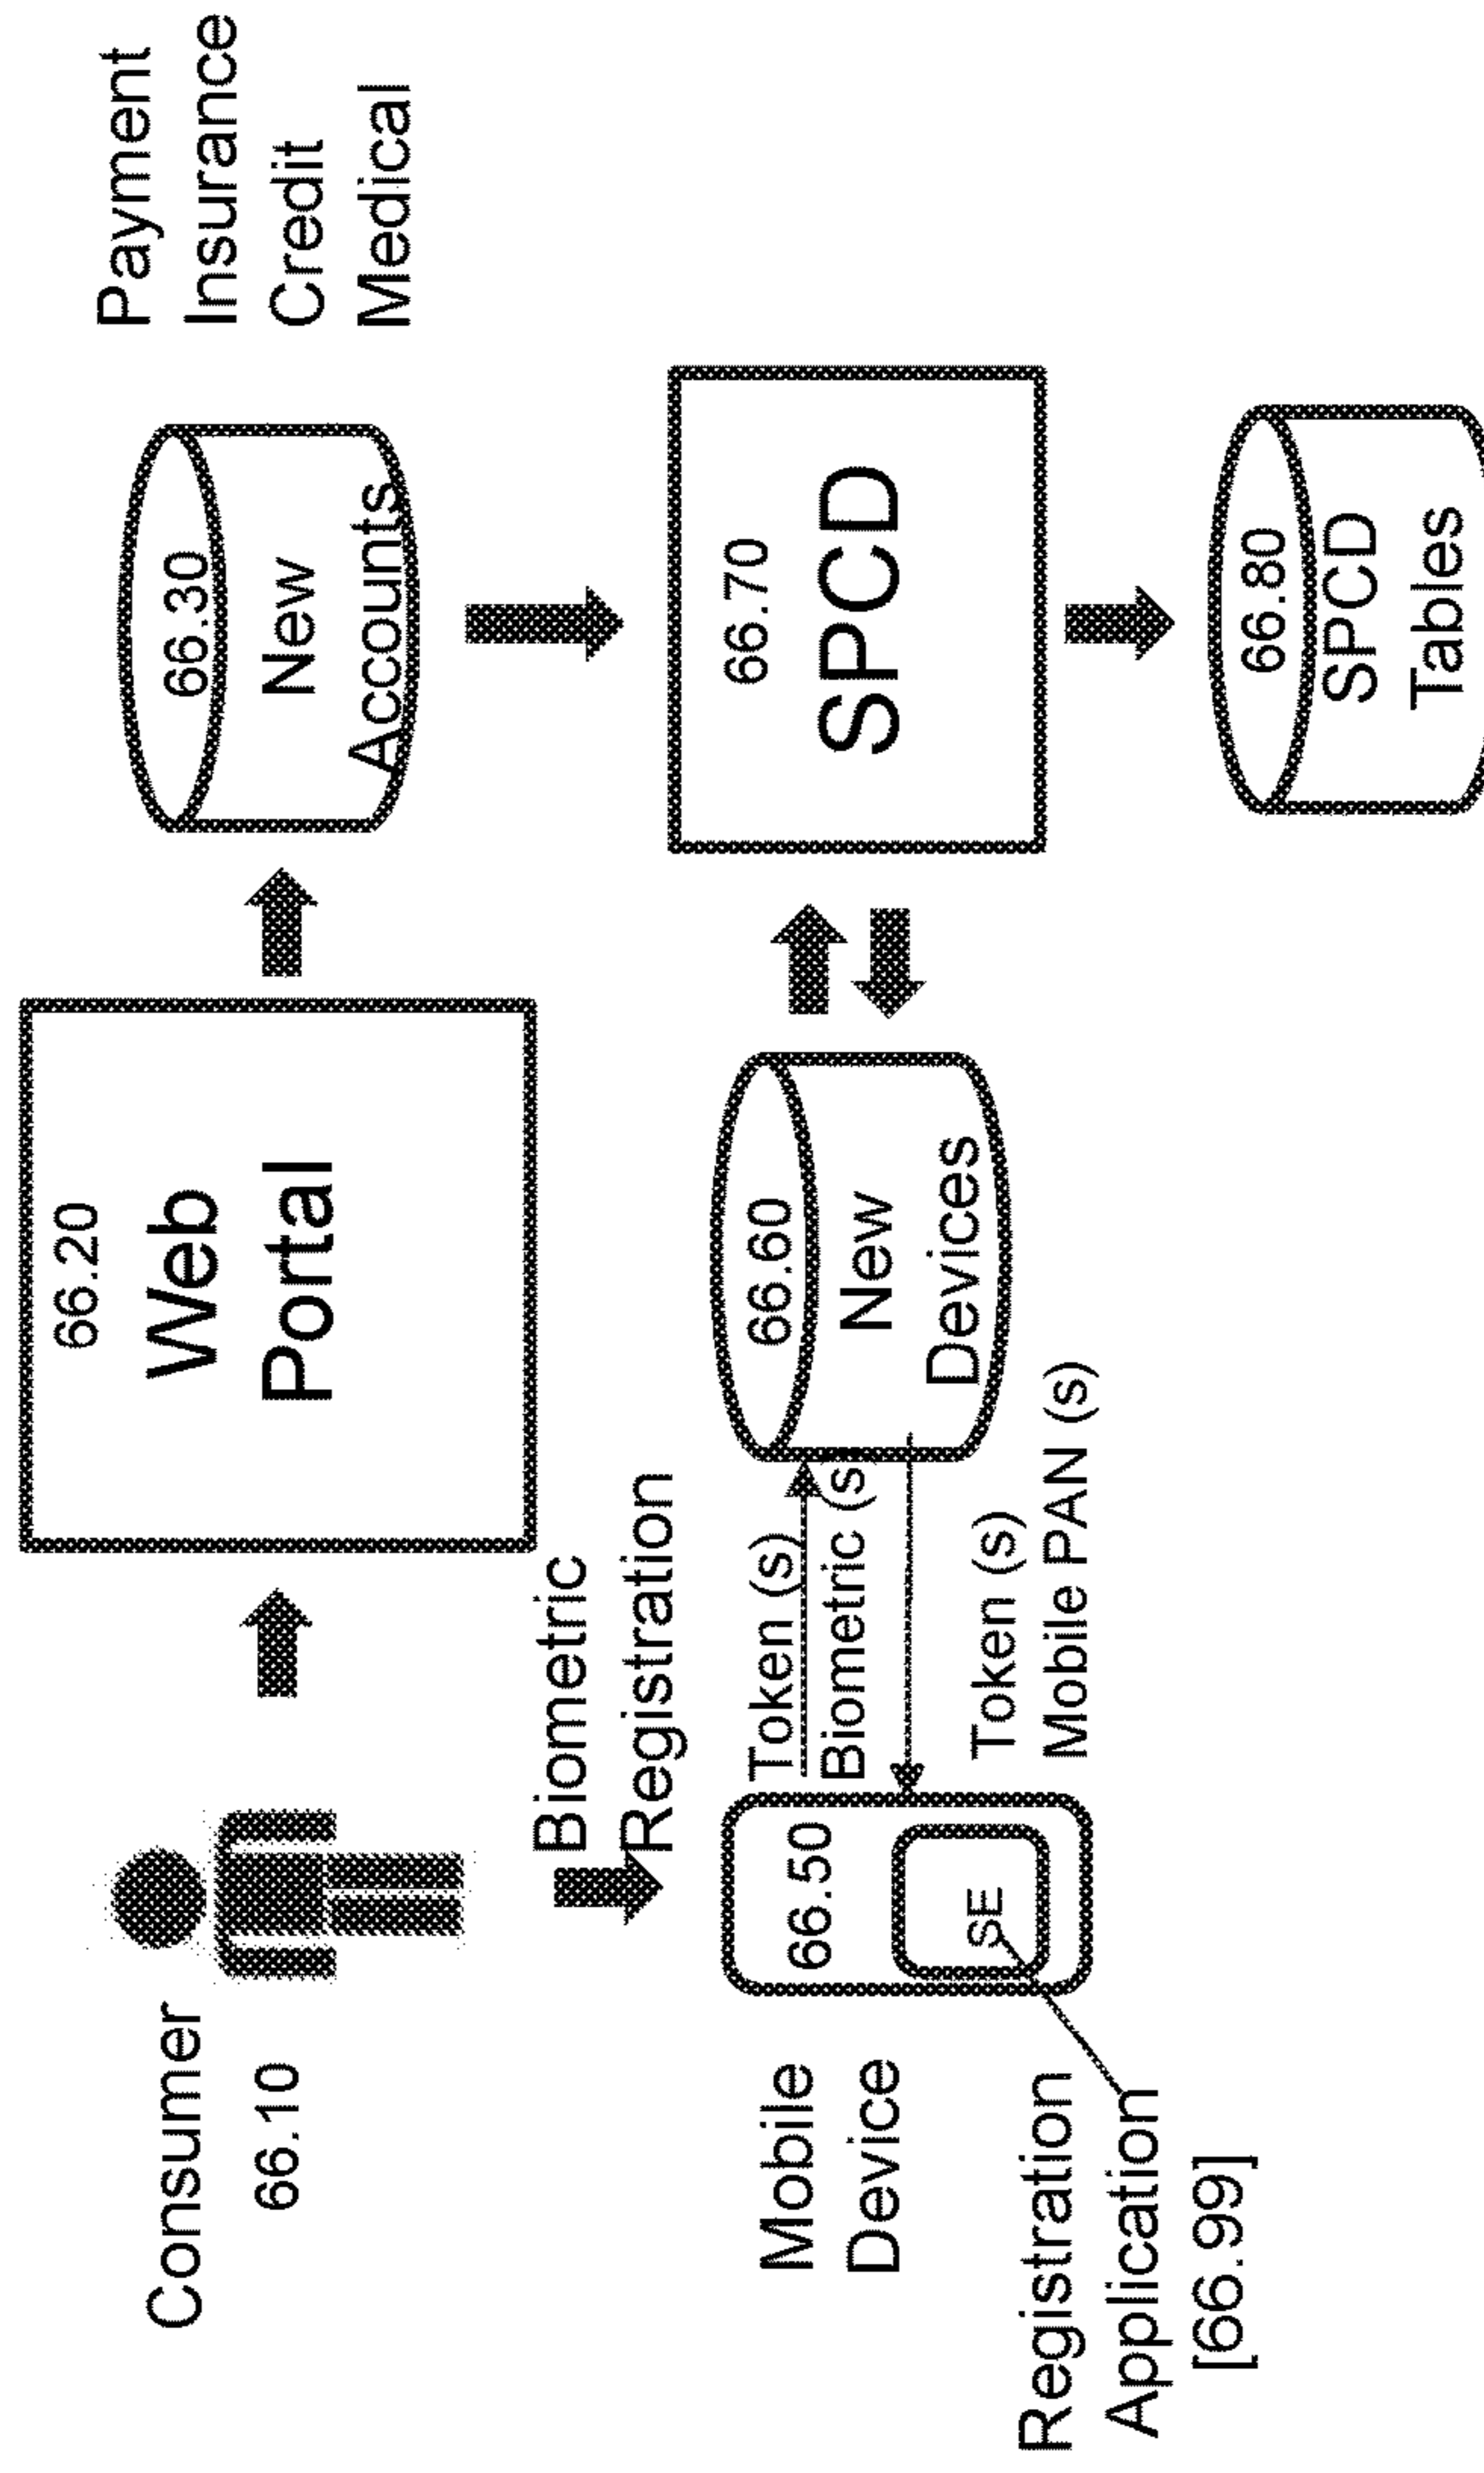 Consumer
66.10
66.20
Web
Portal
66.30
New
Accounts
Payment
Insurance
Credit
Medical
Biometric
Registration
Mobile
Device
66.50
SE
Registration
Application
[66.99]
Token (s)
Biometric (s)
Token (s)
Mobile PAN (s)
66.60
New
Devices
66.70
SPCD
66.80
SPCD
Tables